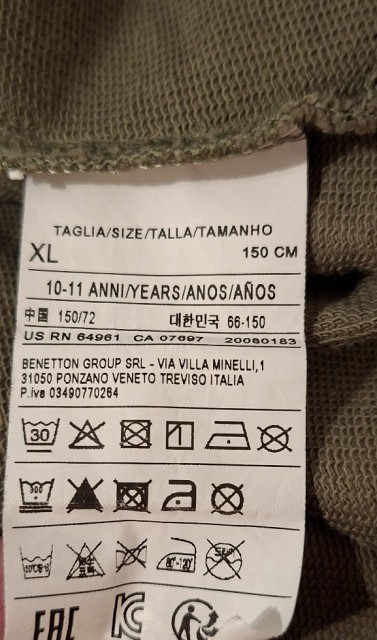 TAGLIA/SIZE/TALLA/TAMANHO
XL 150 CM
10-11 ANNI/YEARS/ANOS/AÑOS
中国 150/72 대한민국 66-150
US RN 64961 CA 07697 20080183
BENETTON GROUP SRL - VIA VILLA MINELLI,1
31050 PONZANO VENETO TREVISO ITALIA
P.iva 03490770264
30
80°-120°
EAC